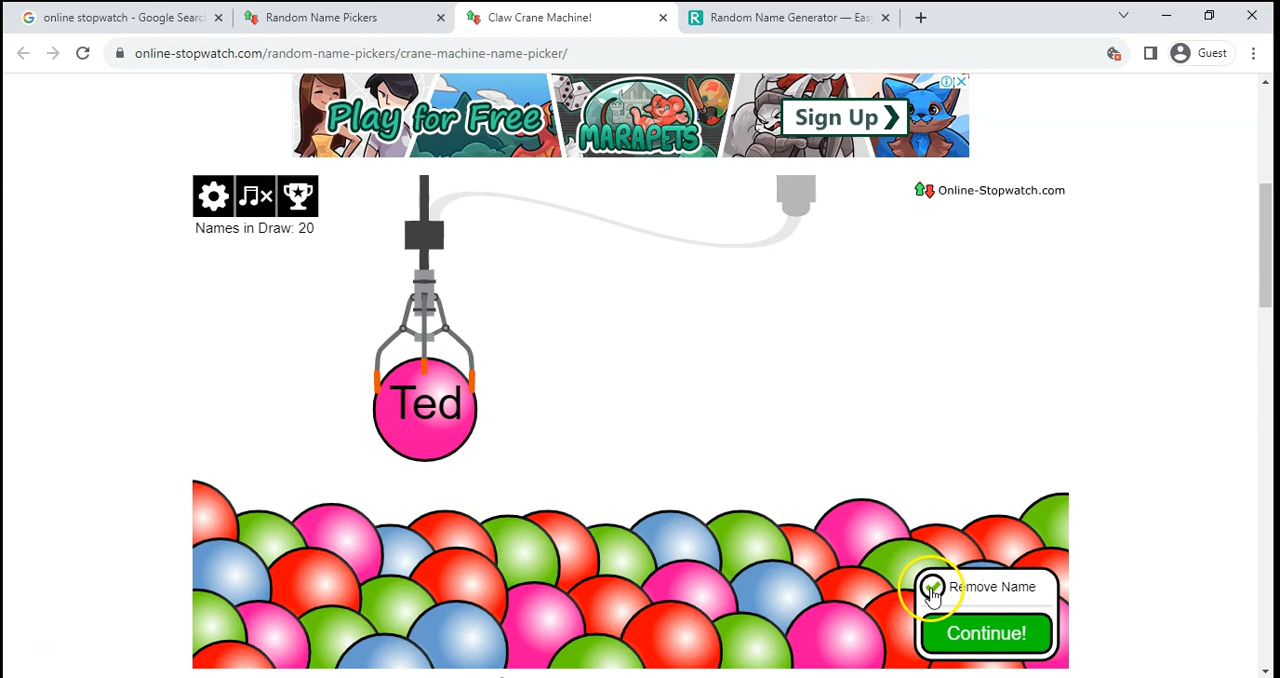 online stopwatch - Google Searc
Random Name Pickers
Claw Crane Machine!
R
Random Name Generator — Eas
online-stopwatch.com/random-name-pickers/crane-machine-name-picker/
Guest
Play for Free
MARAPETS
Sign Up
Online-Stopwatch.com
Names in Draw: 20
Ted
Remove Name
Continue!